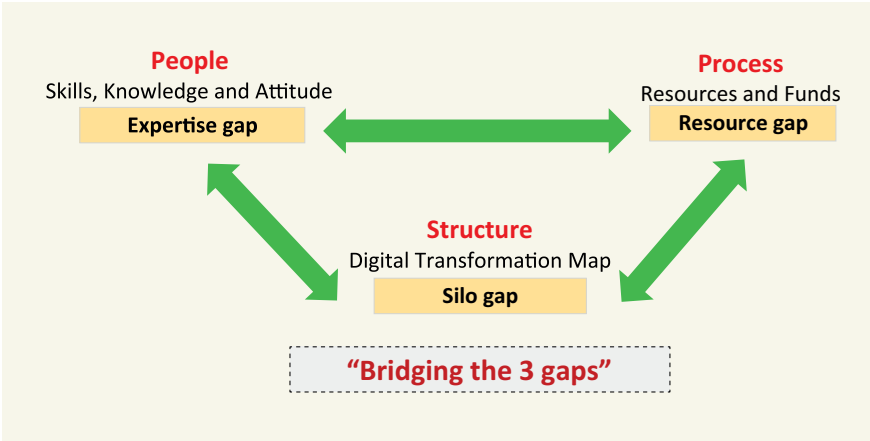 People
Skills, Knowledge and Attitude
Expertise gap
Process
Resources and Funds
Resource gap
Structure
Digital Transformation Map
Silo gap
“Bridging the 3 gaps”